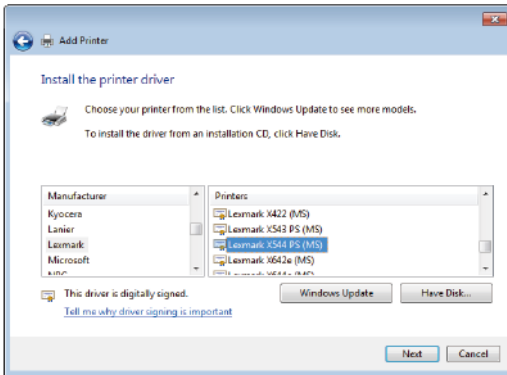 Add Printer
Install the printer driver
Choose your printer from the list. Click Windows Update to see more models.
To install the driver from an installation CD, click Have Disk.
Manufacturer
Kyocera
Lanier
Lexmark
Microsoft
Printers
Lexmark X422 (MS)
Lexmark X543 PS (MS)
Lexmark X544 PS (MS)
Lexmark X642e (MS)
This driver is digitally signed.
Windows Update
Have Disk...
Tell me why driver signing is important
Next
Cancel